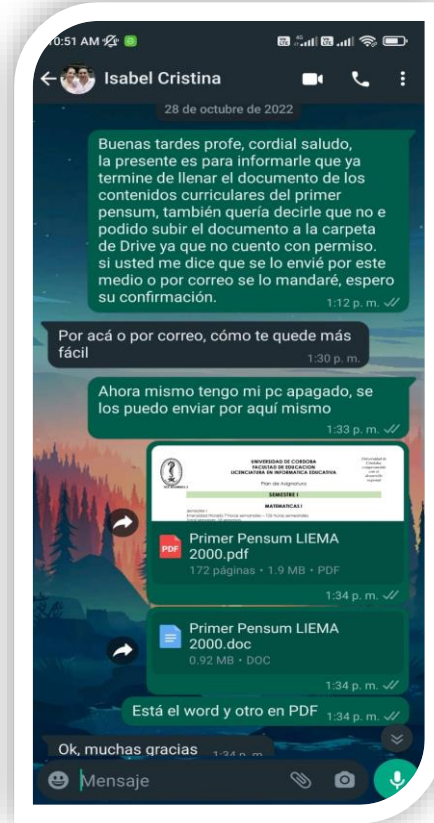 10:51 AM
Isabel Cristina
28 de octubre de 2022
Buenas tardes profe, cordial saludo,
la presente es para informarle que ya
termine de llenar el documento de los
contenidos curriculares del primer
pensum, también quería decirle que no e
podido subir el documento a la carpeta
de Drive ya que no cuento con permiso.
si usted me dice que se lo envié por este
medio o por correo se lo mandaré, espero
su confirmación.
1:12 p. m.
Por acá o por correo, cómo te quede más
fácil
1:30 p. m.
Ahora mismo tengo mi pc apagado, se
los puedo enviar por aquí mismo
1:33 p. m.
UNIVERSIDAD DE CORDOBA
FACULTAD DE EDUCACION
LICENCIATURA EN INFORMATICA EDUCATIVA
Plan de Asignatura
SEMESTRE I
MATEMATICAS I
PDF
Primer Pensum LIEMA
2000.pdf
172 páginas • 1.9 MB • PDF
1:34 p. m.
Primer Pensum LIEMA
2000.doc
0.92 MB • DOC
1:34 p. m.
Está el word y otro en PDF
1:34 p. m.
Ok, muchas gracias
1:34 p. m.
Mensaje